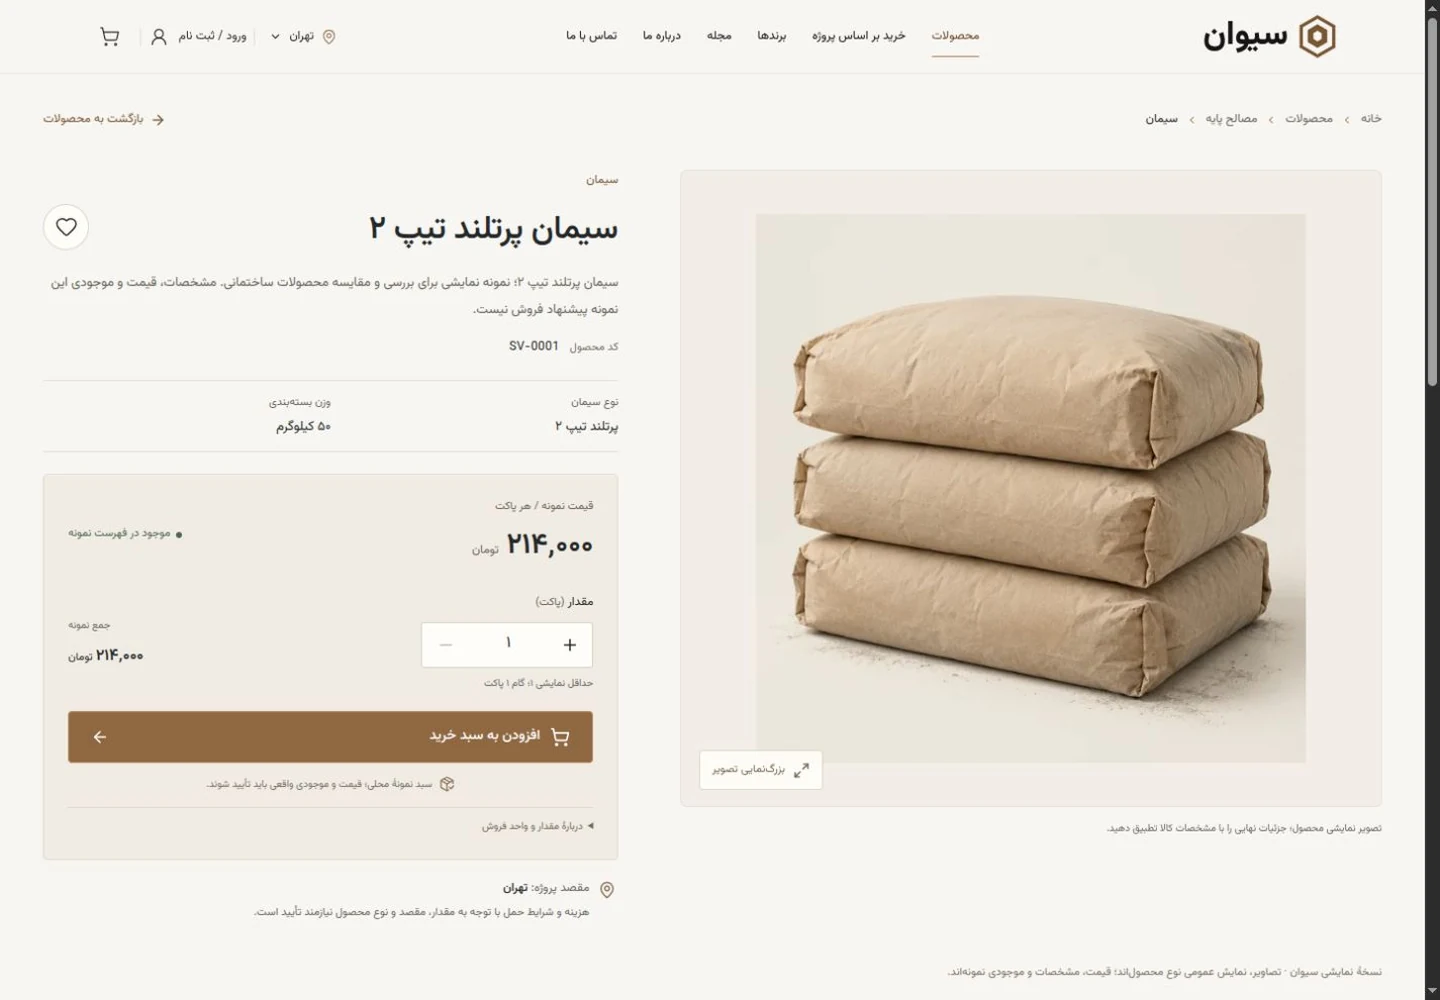 سیوان
محصولات
خرید بر اساس پروژه
برندها
مجله
درباره ما
تماس با ما
تهران
ورود / ثبت نام
خانه › محصولات › مصالح پایه › سیمان
بازگشت به محصولات
سیمان
سیمان پرتلند تیپ ۲
سیمان پرتلند تیپ ۲؛ نمونه نمایشی برای بررسی و مقایسه محصولات ساختمانی. مشخصات، قیمت و موجودی این
نمونه پیشنهاد فروش نیست.
کد محصول SV-0001
نوع سیمان
پرتلند تیپ ۲
وزن بسته‌بندی
۵۰ کیلوگرم
قیمت نمونه / هر پاکت
۲۱۴,۰۰۰ تومان
موجود در فهرست نمونه
مقدار (پاکت)
+ ۱ −
حداقل نمایشی ۱؛ گام ۱ پاکت
جمع نمونه
۲۱۴,۰۰۰ تومان
افزودن به سبد خرید
سبد نمونهٔ محلی؛ قیمت و موجودی واقعی باید تأیید شوند.
دربارهٔ مقدار و واحد فروش
مقصد پروژه: تهران
هزینه و شرایط حمل با توجه به مقدار، مقصد و نوع محصول نیازمند تأیید است.
بزرگ‌نمایی تصویر
تصویر نمایشی محصول؛ جزئیات نهایی را با مشخصات کالا تطبیق دهید.
نسخهٔ نمایشی سیوان · تصاویر، نمایش عمومی نوع محصول‌اند؛ قیمت، مشخصات و موجودی نمونه‌اند.